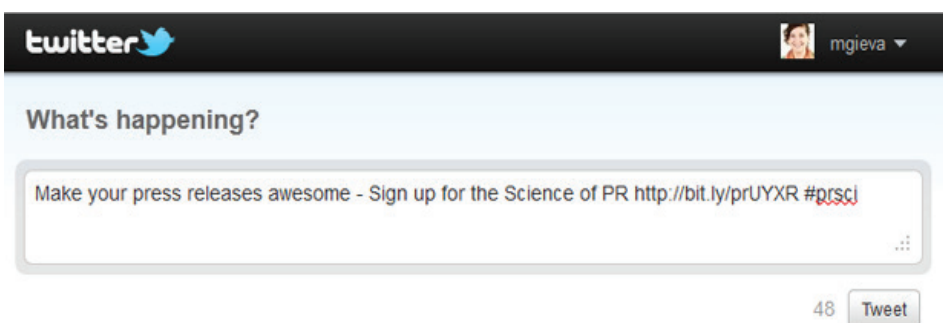 twitter
mgieva
What's happening?
Make your press releases awesome - Sign up for the Science of PR http://bit.ly/prUYXR #prsci
48 Tweet